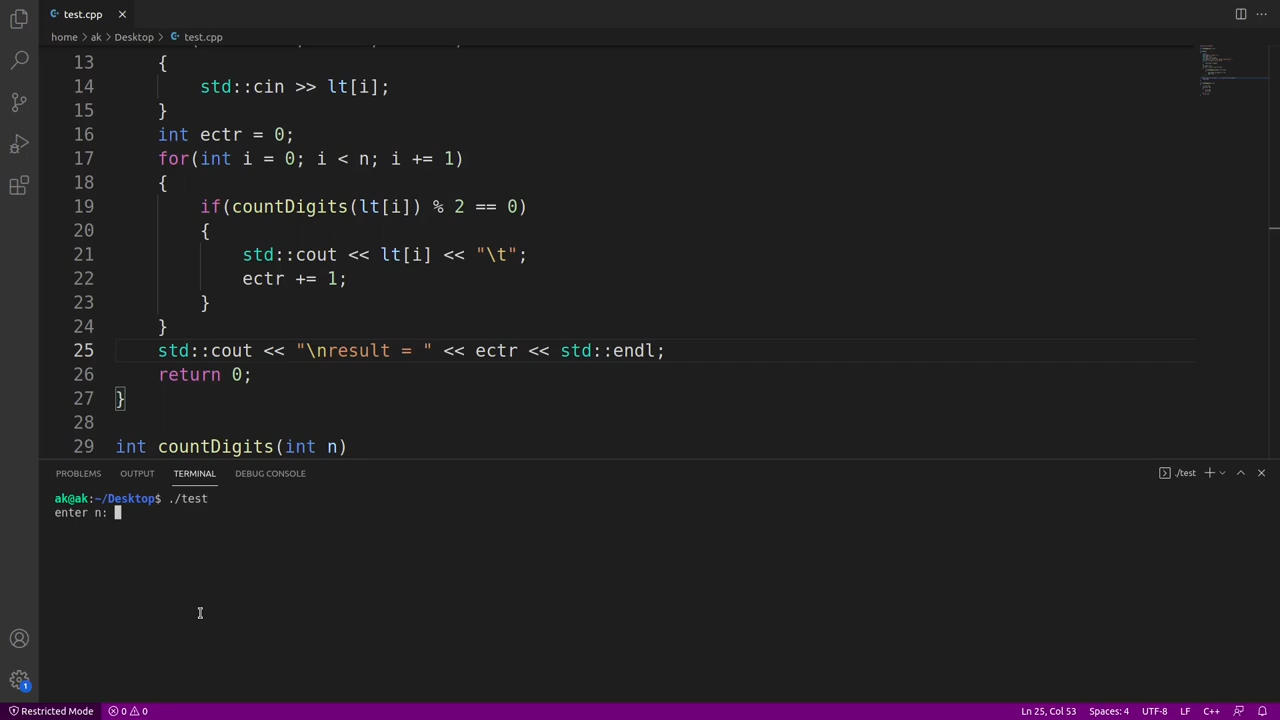 test.cpp
home > ak > Desktop > test.cpp
13 {
14 std::cin >> lt[i];
15 }
16 int ectr = 0;
17 for(int i = 0; i < n; i += 1)
18 {
19 if(countDigits(lt[i]) % 2 == 0)
20 {
21 std::cout << lt[i] << "\t";
22 ectr += 1;
23 }
24 }
25 std::cout << "\nresult = " << ectr << std::endl;
26 return 0;
27 }
28
29 int countDigits(int n)
PROBLEMS OUTPUT TERMINAL DEBUG CONSOLE ./test
ak@ak:~/Desktop$ ./test
enter n:
1
Restricted Mode 0 0 Ln 25, Col 53 Spaces: 4 UTF-8 LF C++